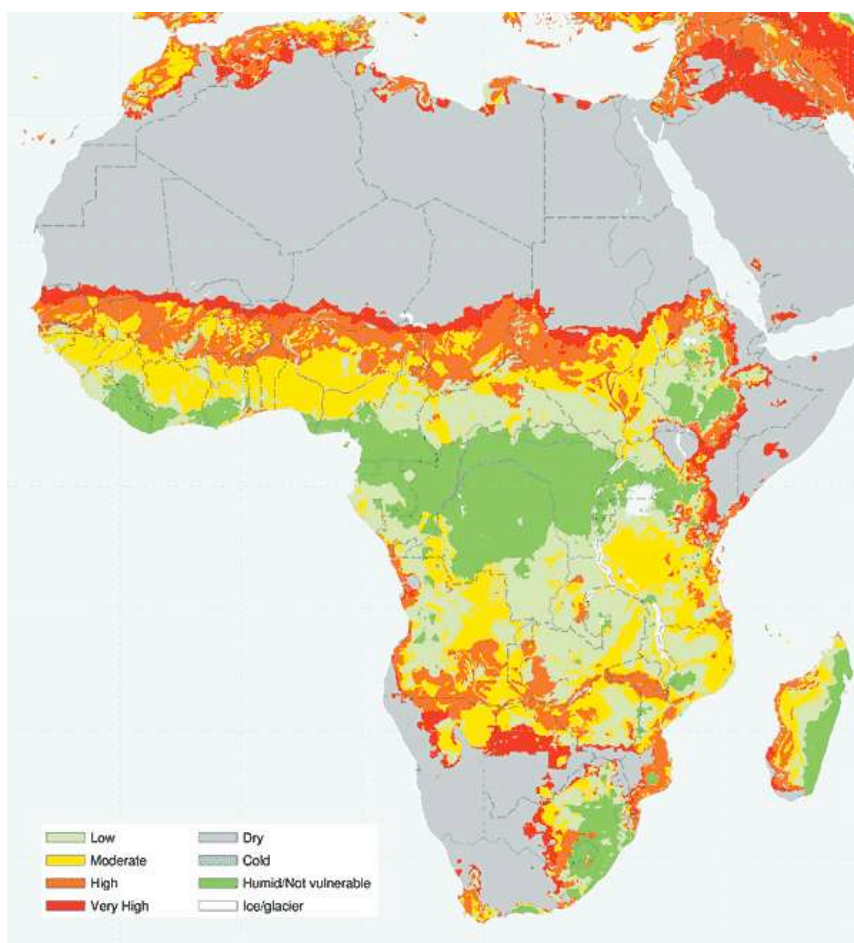 Low
Moderate
High
Very High
Dry
Cold
Humid/Not vulnerable
Ice/glacier